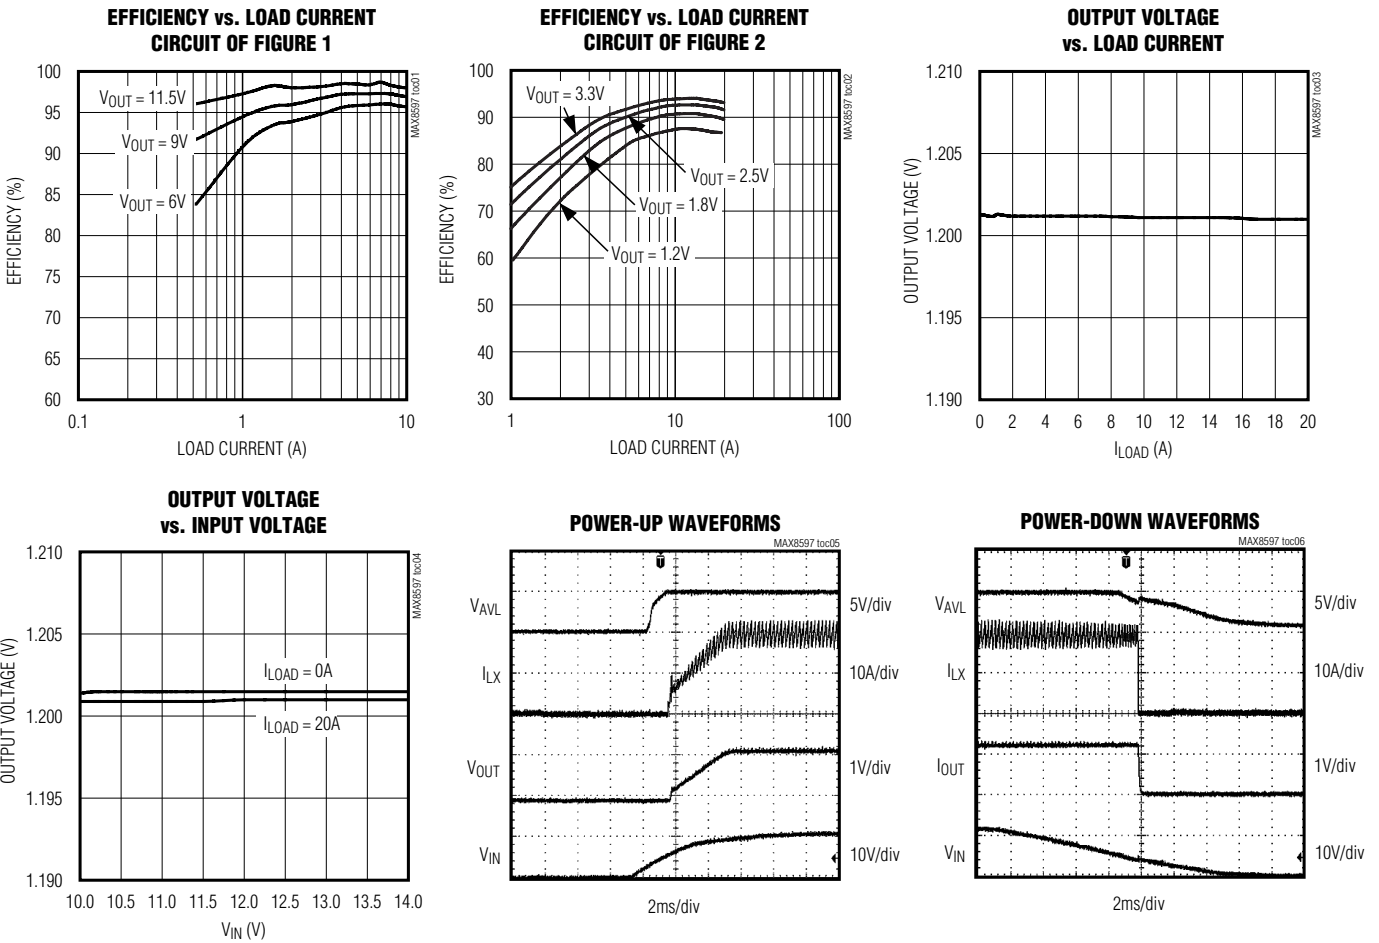 EFFICIENCY vs. LOAD CURRENT
CIRCUIT OF FIGURE 1
100
95
90
85
80
75
70
65
60
EFFICIENCY (%)
VOUT = 11.5V
VOUT = 9V
VOUT = 6V
MAX8597 toc01
0.1 1 10
LOAD CURRENT (A)
EFFICIENCY vs. LOAD CURRENT
CIRCUIT OF FIGURE 2
100
90
80
70
60
50
40
30
EFFICIENCY (%)
VOUT = 3.3V
VOUT = 2.5V
VOUT = 1.8V
VOUT = 1.2V
MAX8597 toc02
1 10 100
LOAD CURRENT (A)
OUTPUT VOLTAGE
vs. LOAD CURRENT
1.210
1.205
1.200
1.195
1.190
OUTPUT VOLTAGE (V)
MAX8597 toc03
0 2 4 6 8 10 12 14 16 18 20
ILOAD (A)
OUTPUT VOLTAGE
vs. INPUT VOLTAGE
1.210
1.205
1.200
1.195
1.190
OUTPUT VOLTAGE (V)
ILOAD = 0A
ILOAD = 20A
MAX8597 toc04
10.0 10.5 11.0 11.5 12.0 12.5 13.0 13.5 14.0
VIN (V)
POWER-UP WAVEFORMS
MAX8597 toc05
T
VAVL 5V/div
ILX 10A/div
VOUT 1V/div
VIN 10V/div
2ms/div
POWER-DOWN WAVEFORMS
MAX8597 toc06
T
VAVL 5V/div
ILX 10A/div
IOUT 1V/div
VIN 10V/div
2ms/div